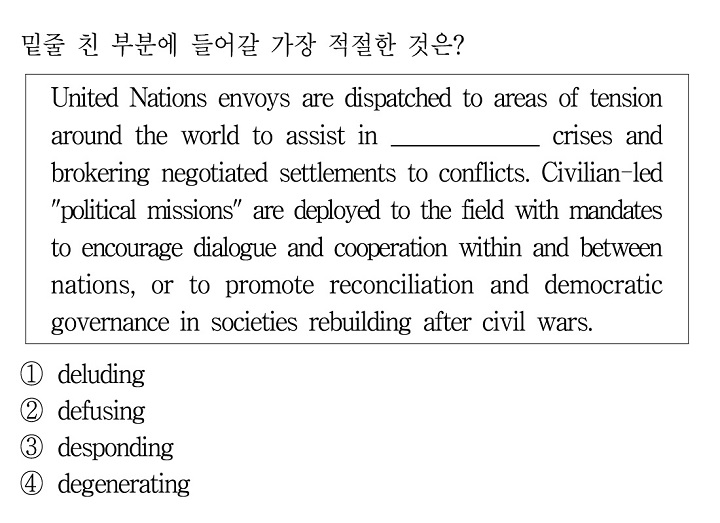 밑줄 친 부분에 들어갈 가장 적절한 것은?
United Nations envoys are dispatched to areas of tension
around the world to assist in ____________ crises and
brokering negotiated settlements to conflicts. Civilian-led
"political missions" are deployed to the field with mandates
to encourage dialogue and cooperation within and between
nations, or to promote reconciliation and democratic
governance in societies rebuilding after civil wars.
① deluding
② defusing
③ desponding
④ degenerating